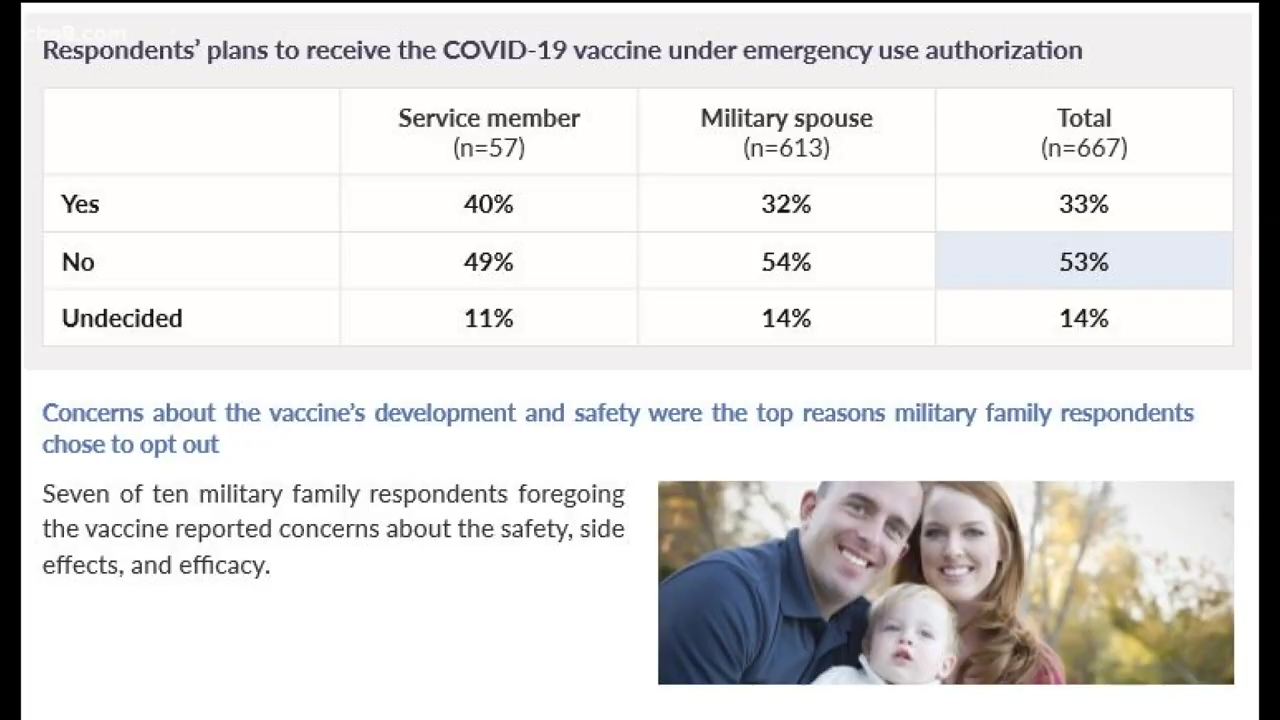 cbs8.com
Respondents’ plans to receive the COVID-19 vaccine under emergency use authorization
Service member Military spouse Total
(n=57) (n=613) (n=667)
Yes 40% 32% 33%
No 49% 54% 53%
Undecided 11% 14% 14%
Concerns about the vaccine’s development and safety were the top reasons military family respondents
chose to opt out
Seven of ten military family respondents foregoing
the vaccine reported concerns about the safety, side
effects, and efficacy.